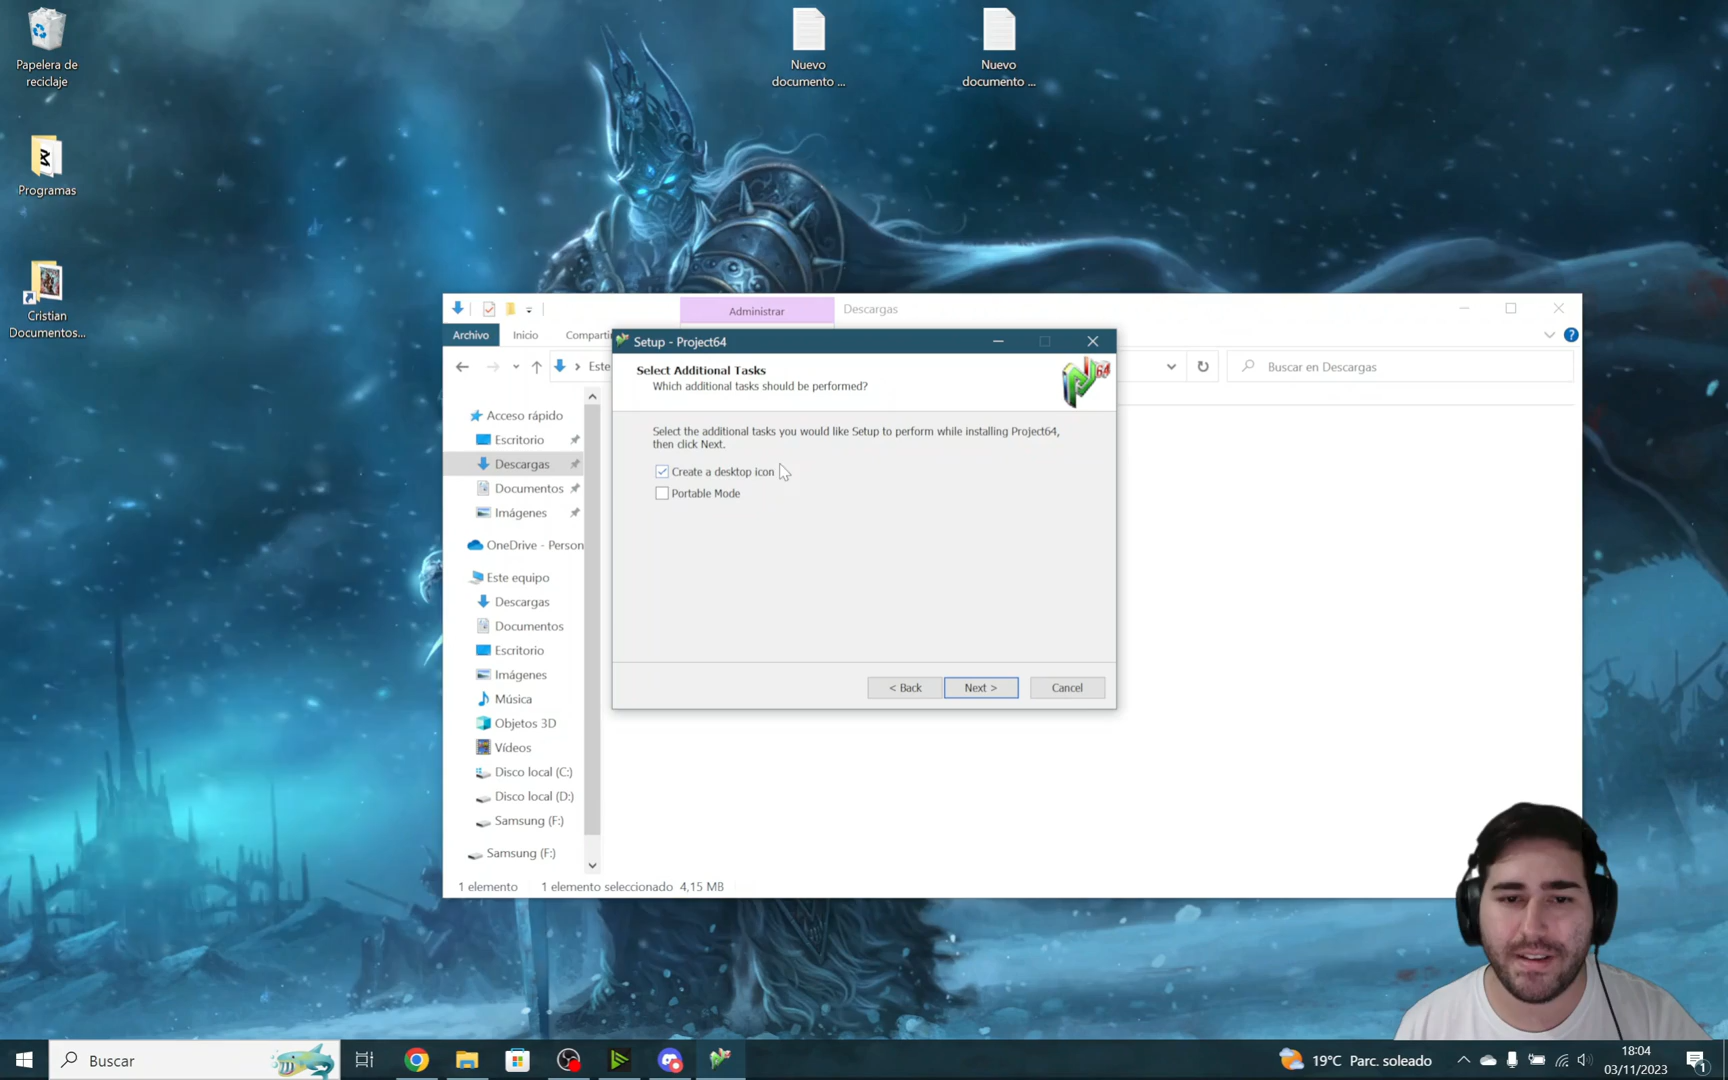 Papelera de
reciclaje
Programas
Cristian
Documentos...
Nuevo
documento ...
Nuevo
documento ...
Administrar
Descargas
Archivo
Inicio
Comparti
Este
Buscar en Descargas
Acceso rápido
Escritorio
Descargas
Documentos
Imágenes
OneDrive - Person
Este equipo
Descargas
Documentos
Escritorio
Imágenes
Música
Objetos 3D
Vídeos
Disco local (C:)
Disco local (D:)
Samsung (F:)
Samsung (F:)
1 elemento
1 elemento seleccionado 4,15 MB
Setup - Project64
Select Additional Tasks
Which additional tasks should be performed?
64
Select the additional tasks you would like Setup to perform while installing Project64,
then click Next.
Create a desktop icon
Portable Mode
< Back
Next >
Cancel
Buscar
19°C Parc. soleado
18:04
03/11/2023
1